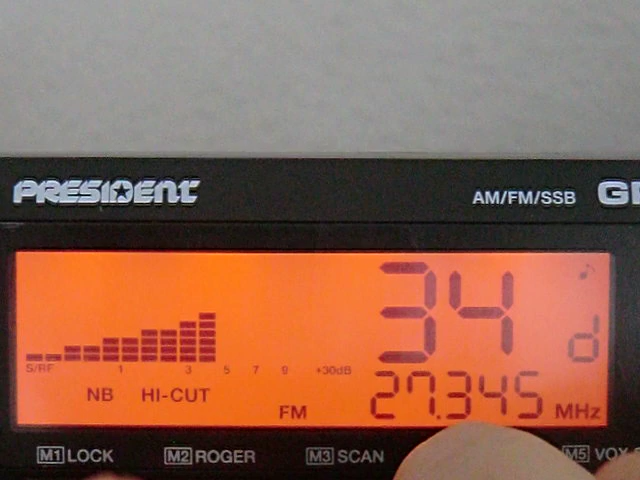 PRESIDENT AM/FM/SSB
34
d
S/RF 1 3 5 7 9 +30dB
NB HI-CUT
FM 27.345 MHz
M1 LOCK M2 ROGER M3 SCAN M5 VOX